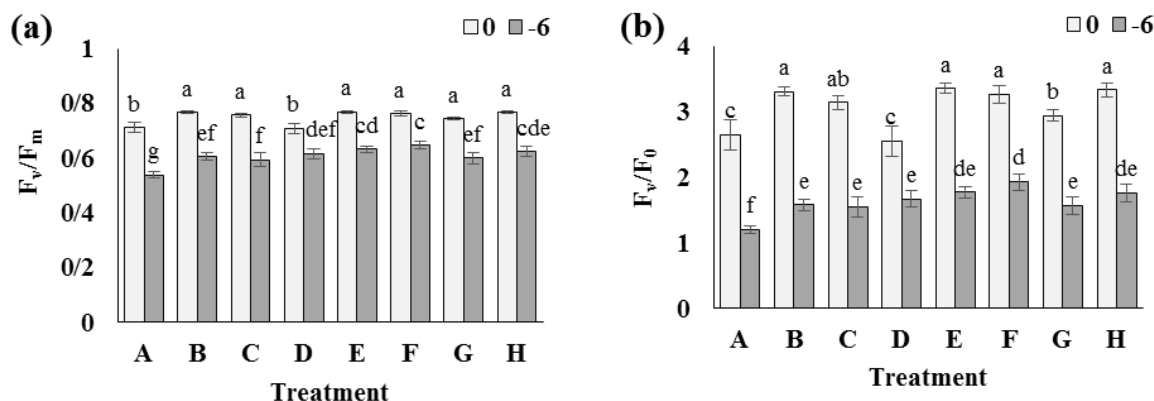 (a)
0 -6
1
0/8
0/6
0/4
0/2
0
Fv/Fm
b a a b a a a a
g ef f def cd c ef cde
A B C D E F G H
Treatment
(b)
0 -6
4
3
2
1
0
Fv/F0
c a ab c a a b a
f e e e de d e de
A B C D E F G H
Treatment